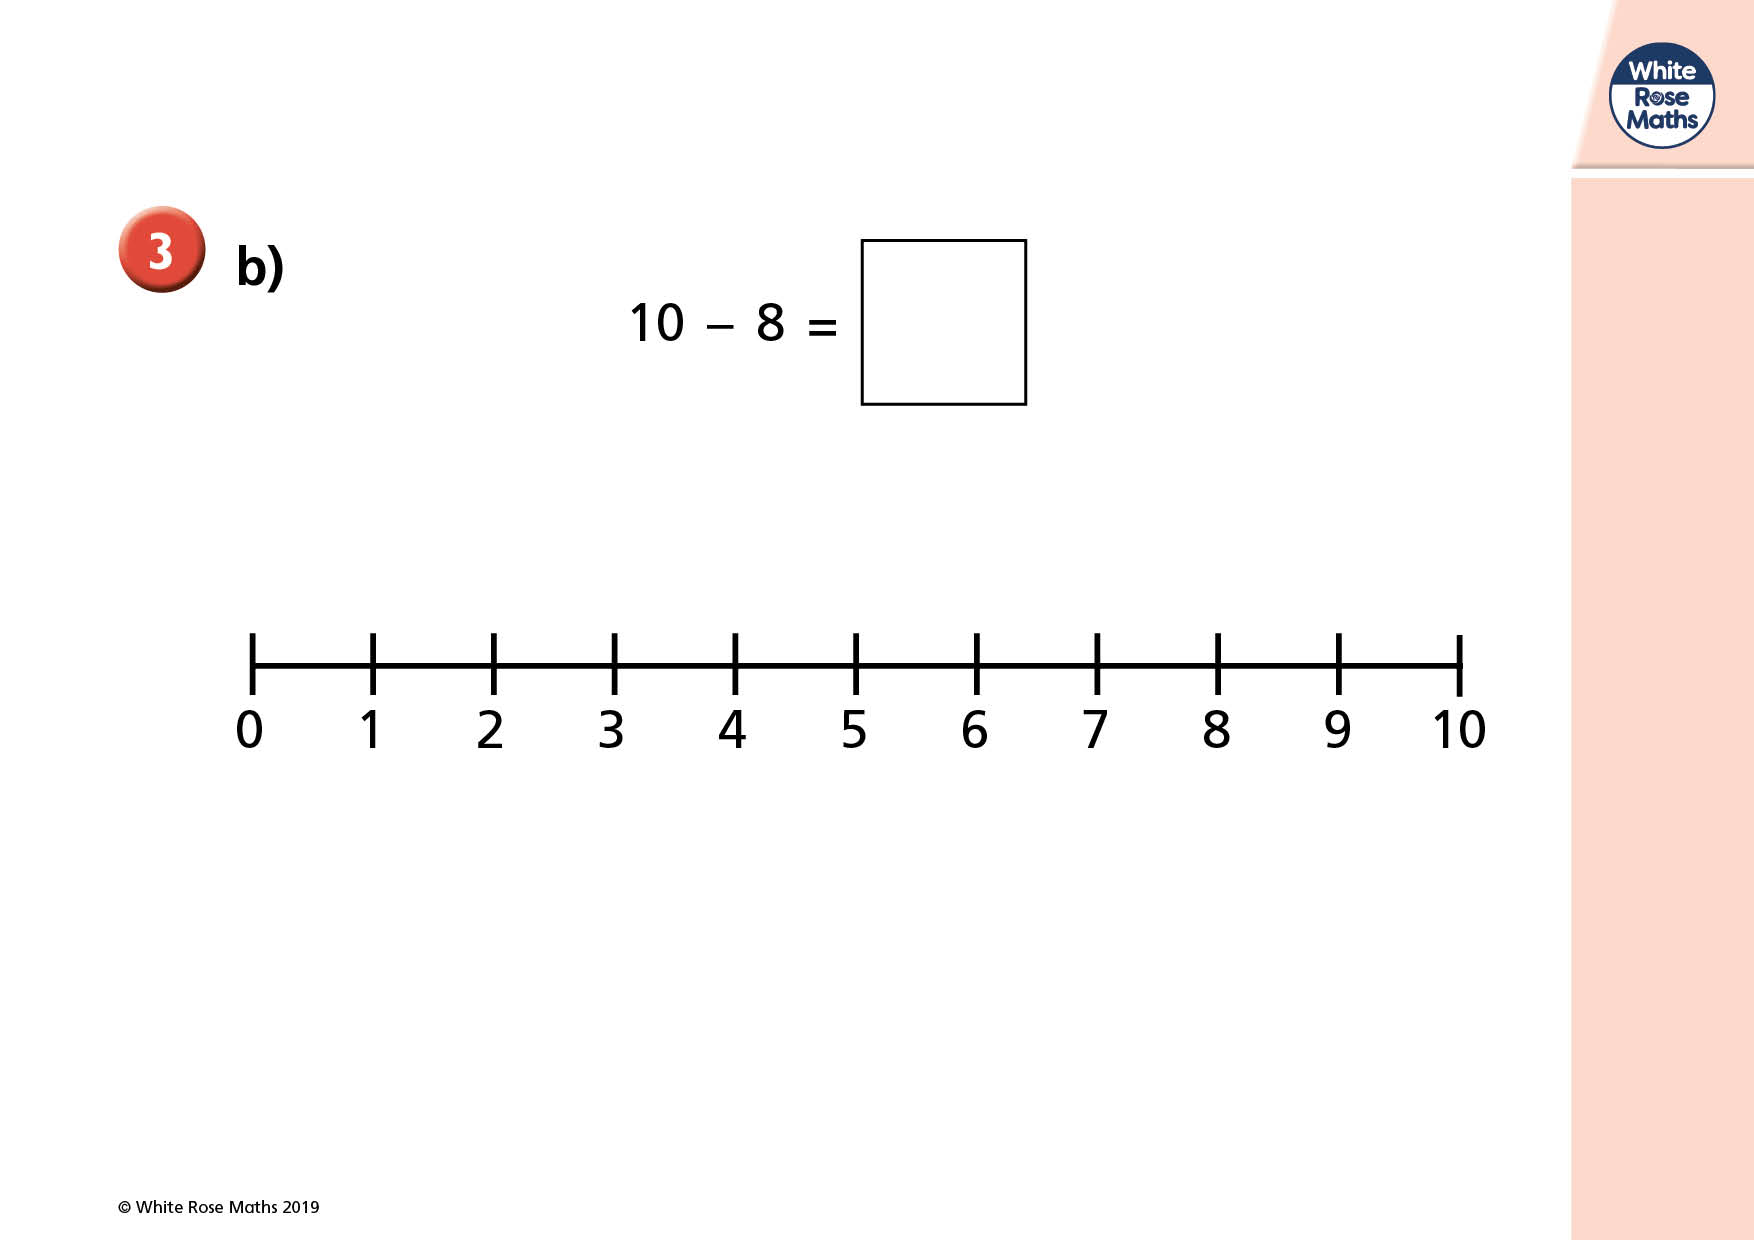 White
Rose
Maths
3 b)
10 – 8 =
0 1 2 3 4 5 6 7 8 9 10
© White Rose Maths 2019